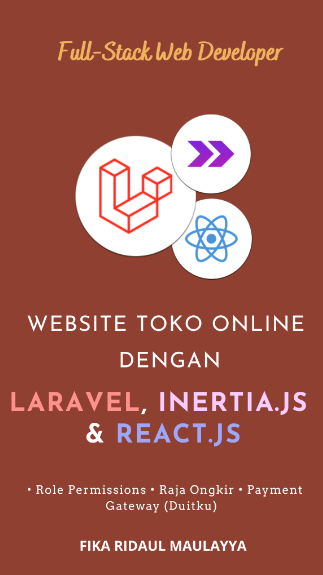 Full-Stack Web Developer
WEBSITE TOKO ONLINE
DENGAN
LARAVEL, INERTIA.JS
& REACT.JS
• Role Permissions • Raja Ongkir • Payment
Gateway (Duitku)
FIKA RIDAUL MAULAYYA